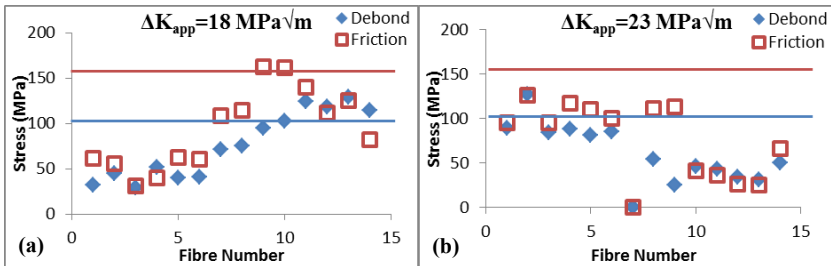 ΔKapp=18 MPa√m
Debond
Friction
200
150
100
50
0
Stress (MPa)
0 5 10 15
Fibre Number
(a)
ΔKapp=23 MPa√m
Debond
Friction
200
150
100
50
0
Stress (MPa)
0 5 10 15
Fibre Number
(b)